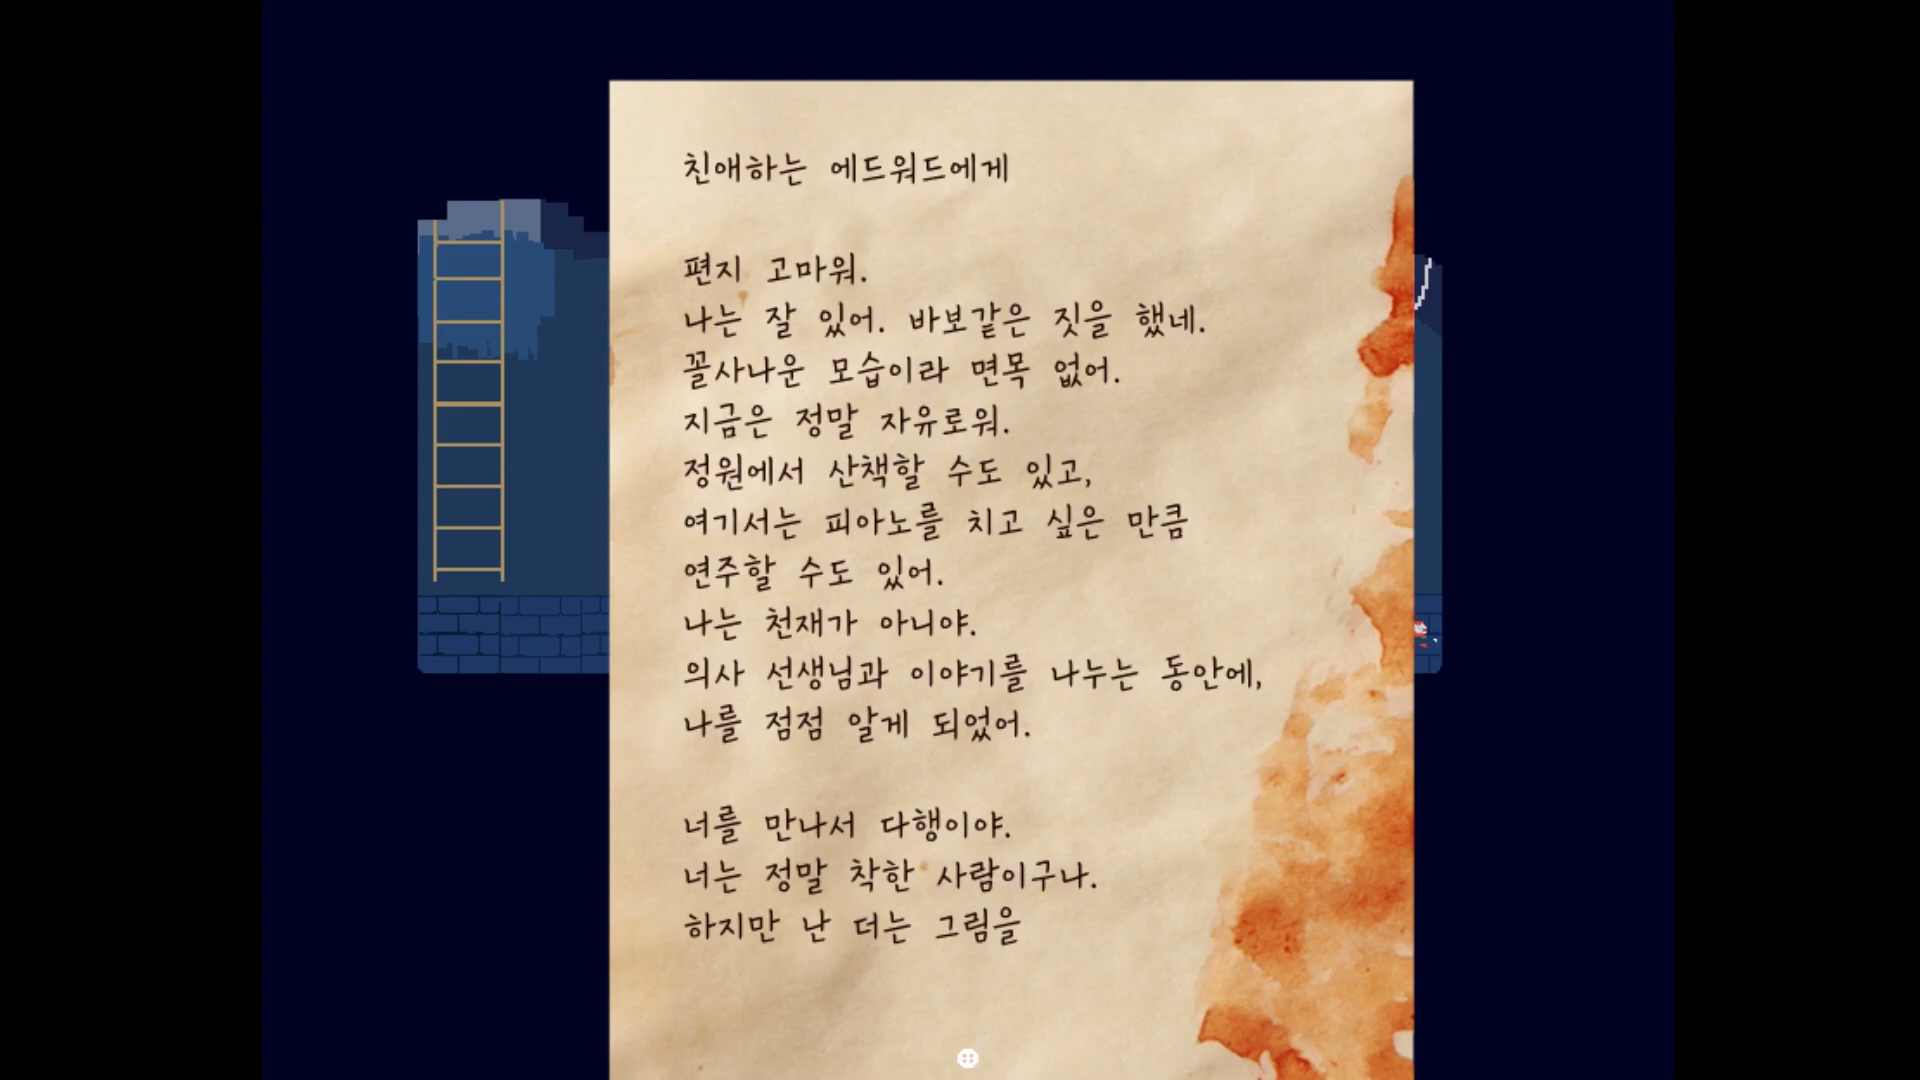 친애하는 에드워드에게
편지 고마워.
나는 잘 있어. 바보같은 짓을 했네.
꼴사나운 모습이라 면목 없어.
지금은 정말 자유로워.
정원에서 산책할 수도 있고,
여기서는 피아노를 치고 싶은 만큼
연주할 수도 있어.
나는 천재가 아니야.
의사 선생님과 이야기를 나누는 동안에,
나를 점점 알게 되었어.
너를 만나서 다행이야.
너는 정말 착한 사람이구나.
하지만 난 더는 그림을